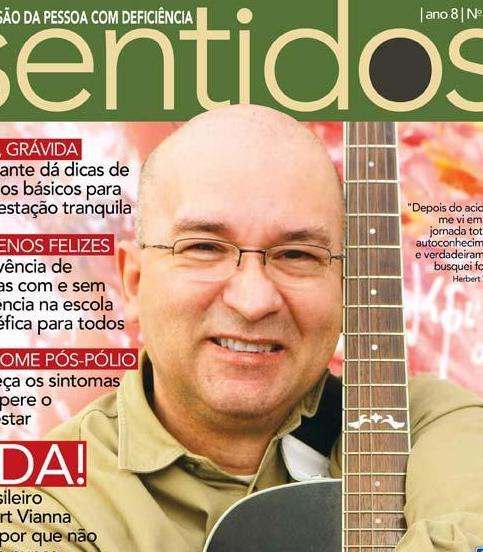 SÃO DA PESSOA COM DEFICIÊNCIA
| ano 8 | Nº
sentidos
, GRÁVIDA
ante dá dicas de
os básicos para
estação tranquila
ENOS FELIZES
vência de
as com e sem
ência na escola
éfica para todos
OME PÓS-PÓLIO
eça os sintomas
pere o
estar
DA!
sileiro
rt Vianna
por que não
"Depois do acid
me vi em
jornada tot
autoconhecim
e verdadeiram
busquei fo
Herbert